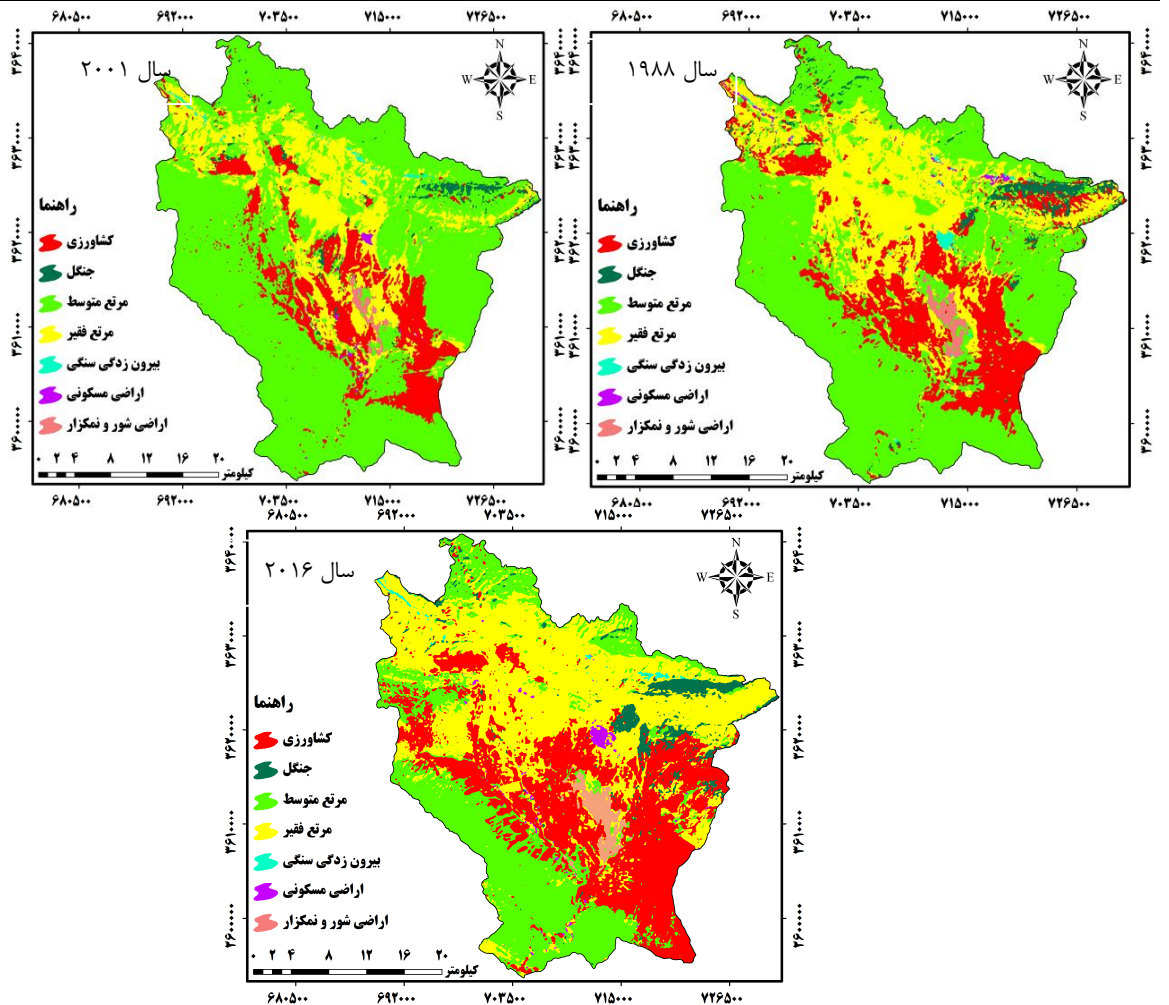 ۶۸۰۵۰۰ ۶۹۲۰۰۰ ۷۰۳۵۰۰ ۷۱۵۰۰۰ ۷۲۶۵۰۰
سال ۲۰۰۱
N
W E
S
۳۶۴۰۰۰۰
۳۶۳۰۰۰۰
۳۶۲۰۰۰۰
۳۶۱۰۰۰۰
۳۶۰۰۰۰۰
راهنما
کشاورزی
جنگل
مرتع متوسط
مرتع فقیر
بیرون زدگی سنگی
اراضی مسکونی
اراضی شور و نمکزار
۰ ۲ ۴ ۸ ۱۲ ۱۶ ۲۰
کیلومتر
۶۸۰۵۰۰ ۶۹۲۰۰۰ ۷۰۳۵۰۰ ۷۱۵۰۰۰ ۷۲۶۵۰۰
۶۸۰۵۰۰ ۶۹۲۰۰۰ ۷۰۳۵۰۰ ۷۱۵۰۰۰ ۷۲۶۵۰۰
سال ۱۹۸۸
N
W E
S
۳۶۴۰۰۰۰
۳۶۳۰۰۰۰
۳۶۲۰۰۰۰
۳۶۱۰۰۰۰
۳۶۰۰۰۰۰
راهنما
کشاورزی
جنگل
مرتع متوسط
مرتع فقیر
بیرون زدگی سنگی
اراضی مسکونی
اراضی شور و نمکزار
۰ ۲ ۴ ۸ ۱۲ ۱۶ ۲۰
کیلومتر
۶۸۰۵۰۰ ۶۹۲۰۰۰ ۷۰۳۵۰۰ ۷۱۵۰۰۰ ۷۲۶۵۰۰
۶۸۰۵۰۰ ۶۹۲۰۰۰ ۷۰۳۵۰۰ ۷۱۵۰۰۰ ۷۲۶۵۰۰
سال ۲۰۱۶
N
W E
S
۳۶۴۰۰۰۰
۳۶۳۰۰۰۰
۳۶۲۰۰۰۰
۳۶۱۰۰۰۰
۳۶۰۰۰۰۰
راهنما
کشاورزی
جنگل
مرتع متوسط
مرتع فقیر
بیرون زدگی سنگی
اراضی مسکونی
اراضی شور و نمکزار
۰ ۲ ۴ ۸ ۱۲ ۱۶ ۲۰
کیلومتر
۶۸۰۵۰۰ ۶۹۲۰۰۰ ۷۰۳۵۰۰ ۷۱۵۰۰۰ ۷۲۶۵۰۰